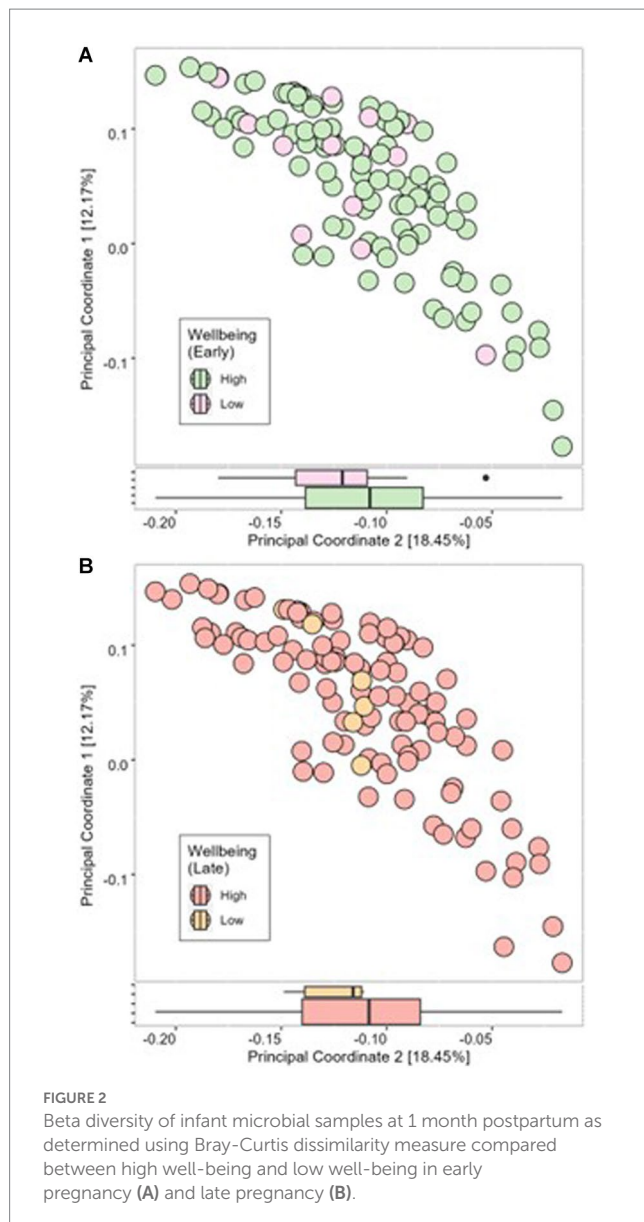 A
Principal Coordinate 1 [12.17%]
0.1
0.0
-0.1
Wellbeing
(Early)
High
Low
-0.20
-0.15
-0.10
-0.05
Principal Coordinate 2 [18.45%]
B
Principal Coordinate 1 [12.17%]
0.1
0.0
-0.1
Wellbeing
(Late)
High
Low
-0.20
-0.15
-0.10
-0.05
Principal Coordinate 2 [18.45%]
FIGURE 2
Beta diversity of infant microbial samples at 1 month postpartum as
determined using Bray-Curtis dissimilarity measure compared
between high well-being and low well-being in early
pregnancy (A) and late pregnancy (B).